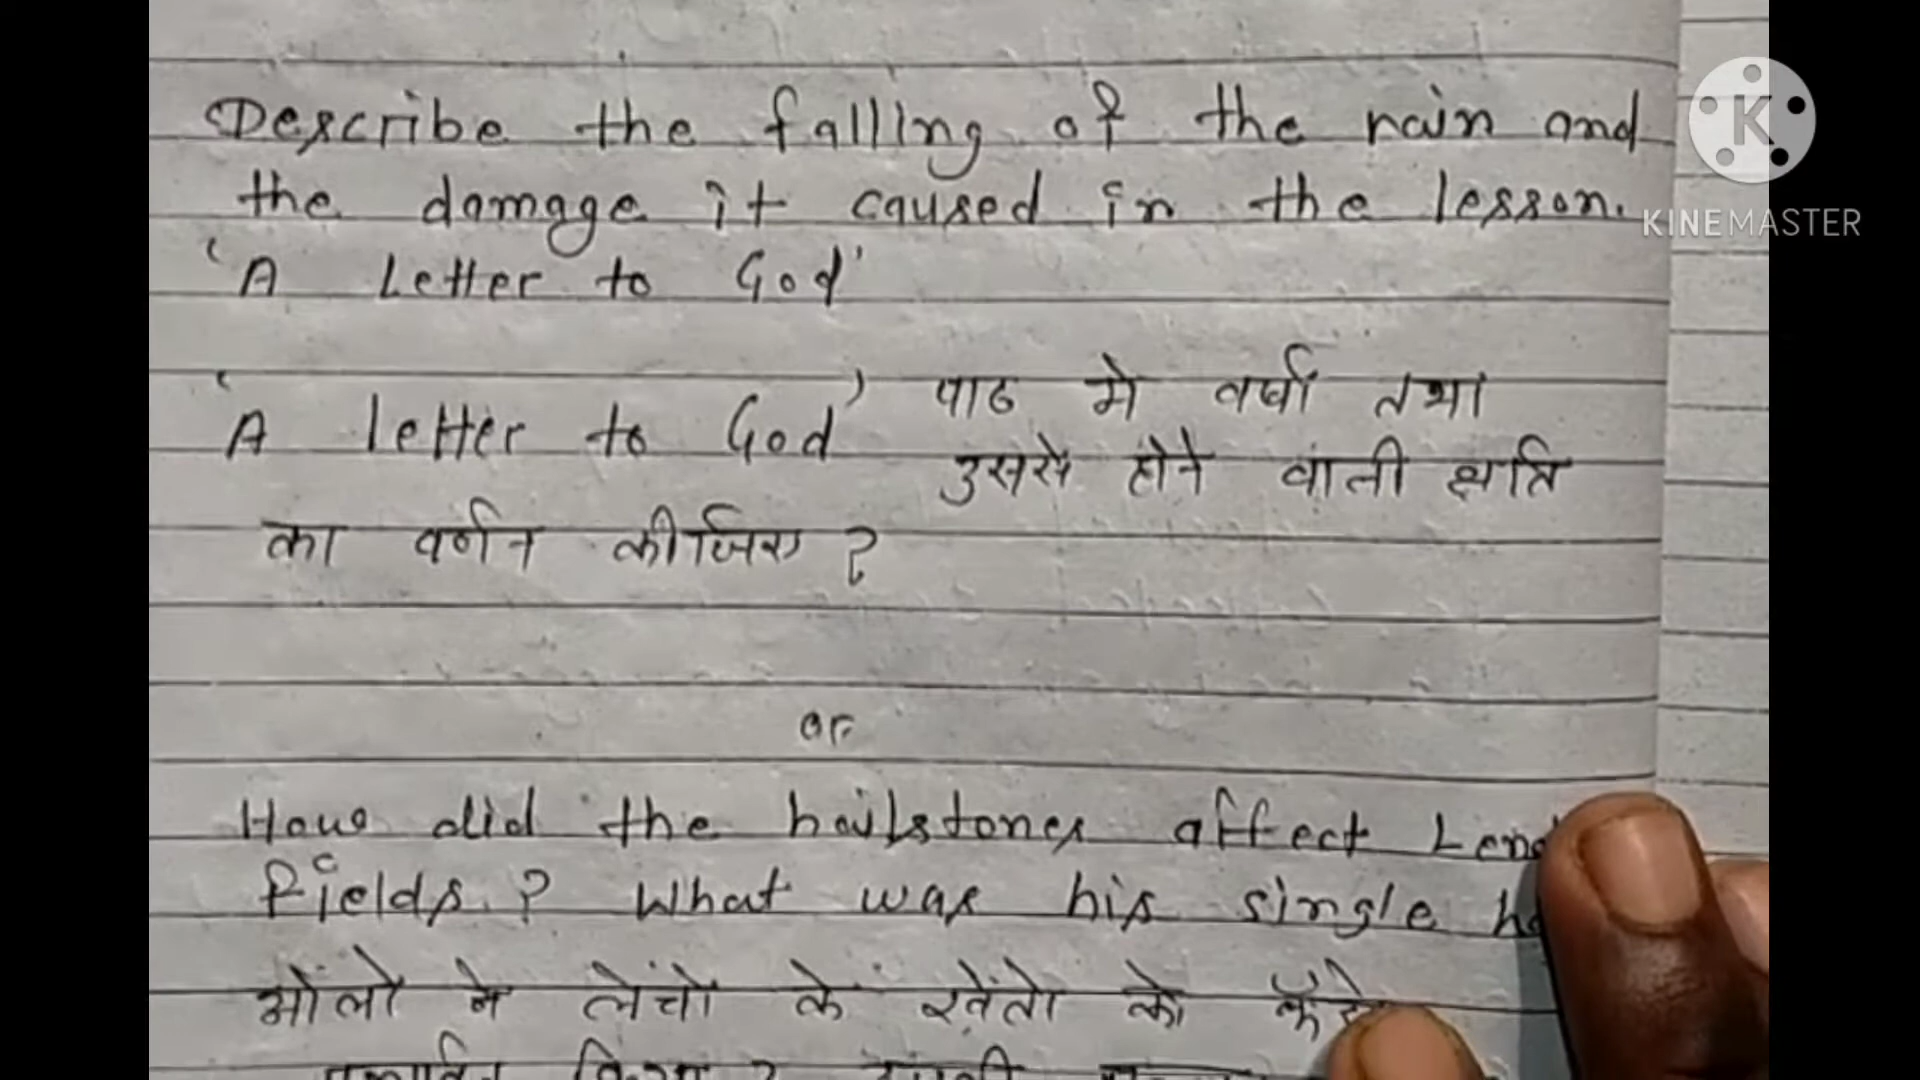 Describe the falling of the rain and
the damage it caused in the lesson.
'A Letter to God'
'A letter to God' पाठ मे वर्षा तथा
उससे होने वाली क्षति
का वर्णन कीजिए?
or
How did the hailstones affect
fields? What was his single
ओंलो ने लेंचो के खेंतो को
K
KINEMASTER